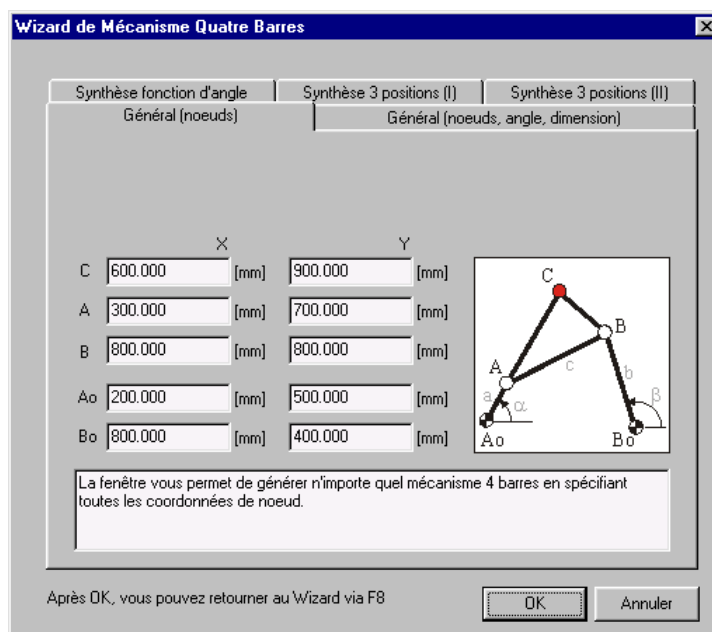 Wizard de Mécanisme Quatre Barres
Synthèse fonction d'angle
Synthèse 3 positions (I)
Synthèse 3 positions (II)
Général (noeuds)
Général (noeuds, angle, dimension)
X Y
C 600.000 [mm] 900.000 [mm]
A 300.000 [mm] 700.000 [mm]
B 800.000 [mm] 800.000 [mm]
Ao 200.000 [mm] 500.000 [mm]
Bo 800.000 [mm] 400.000 [mm]
C
B
A
c
b
a
α
β
Ao
Bo
La fenêtre vous permet de générer n'importe quel mécanisme 4 barres en spécifiant
toutes les coordonnées de noeud.
Après OK, vous pouvez retourner au Wizard via F8
OK
Annuler